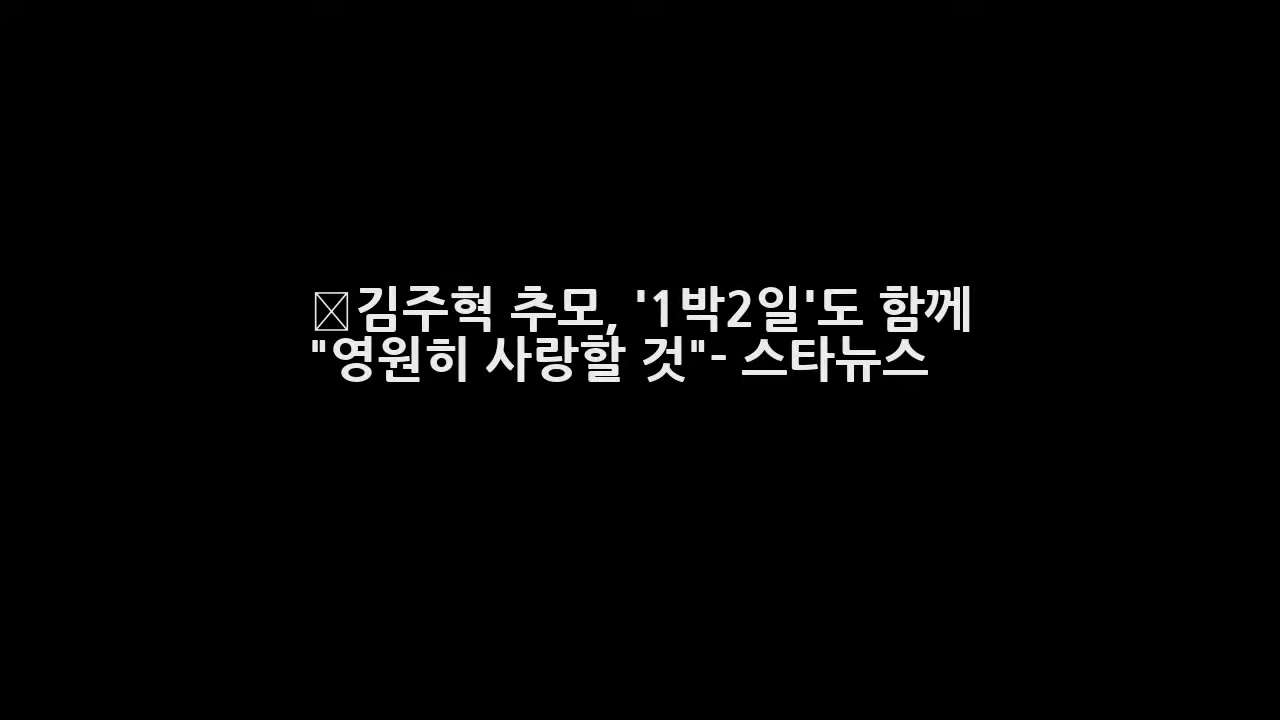 김주혁 추모, '1박2일'도 함께
"영원히 사랑할 것"- 스타뉴스